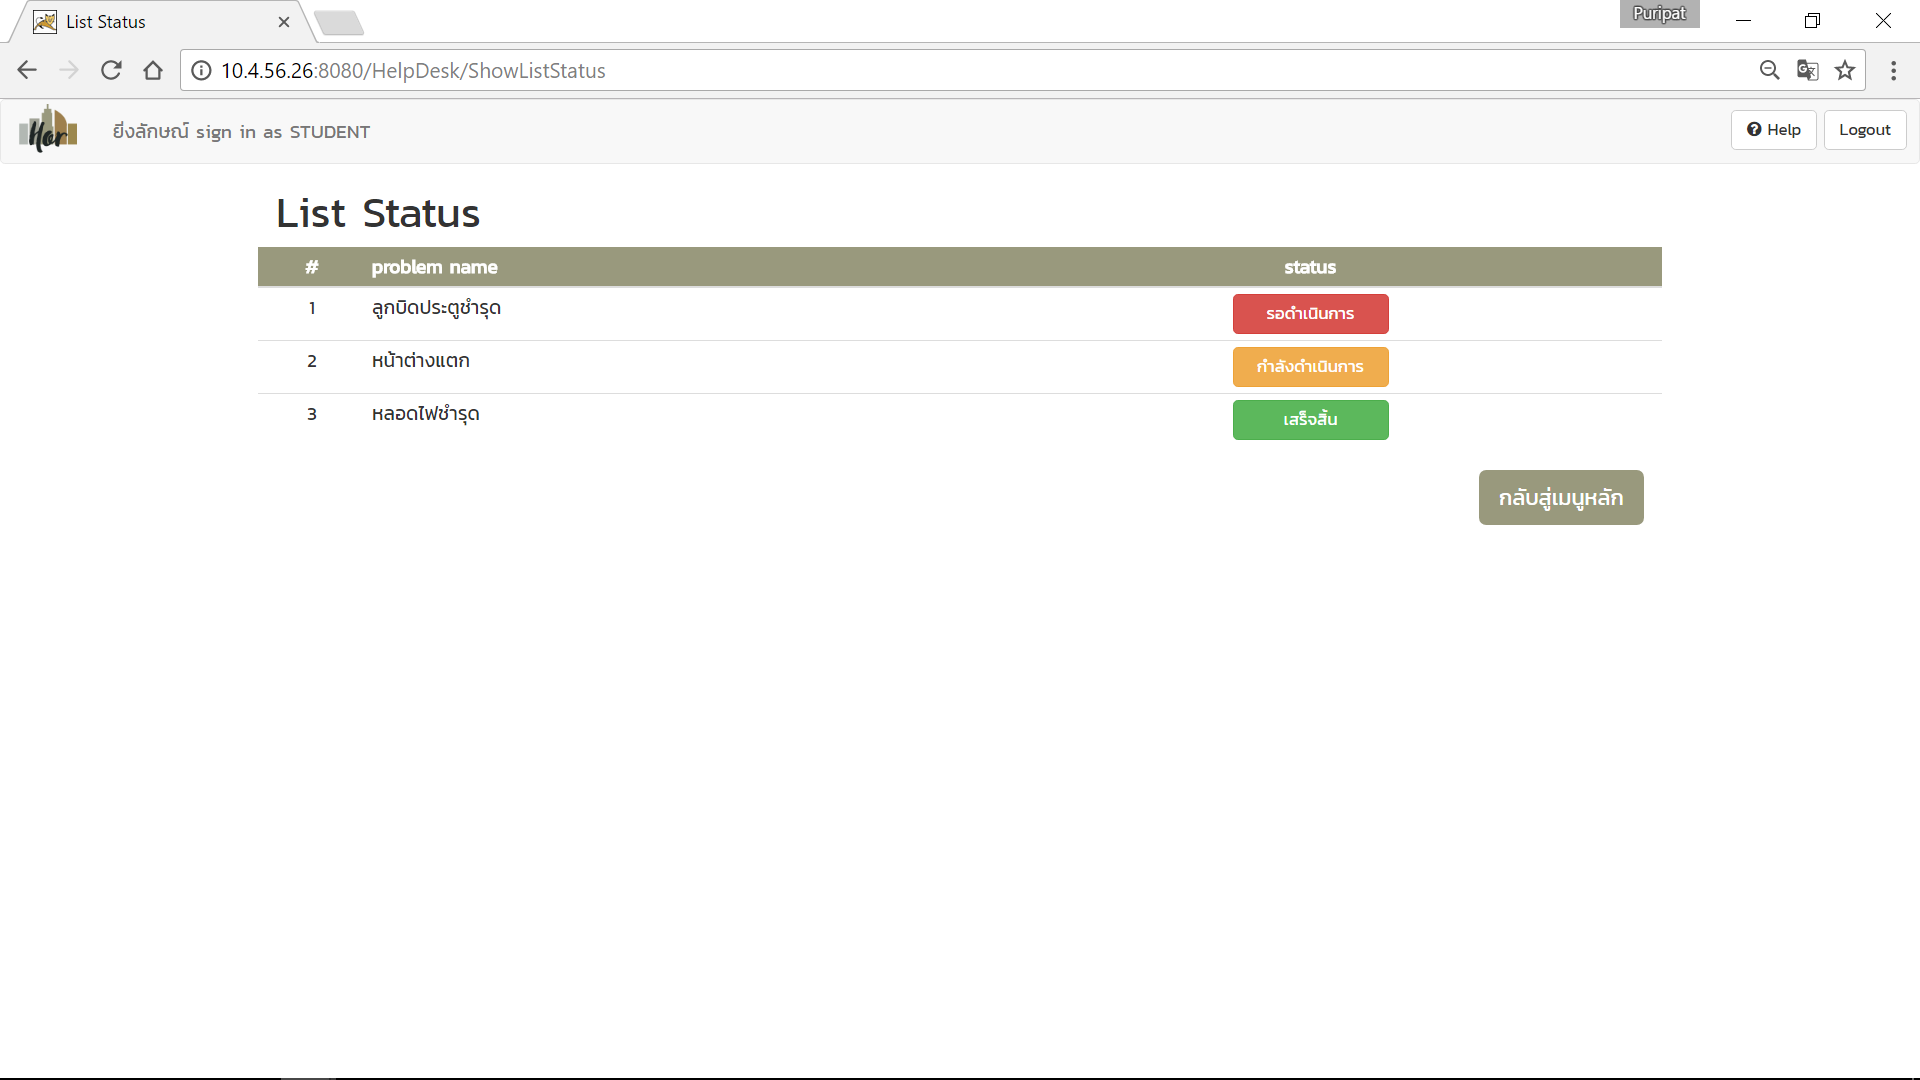 List Status
Puripat
10.4.56.26:8080/HelpDesk/ShowListStatus
Hor
ยิ่งลักษณ์ sign in as STUDENT
Help
Logout
List Status
# problem name status
1 ลูกบิดประตูชำรุด รอดำเนินการ
2 หน้าต่างแตก กำลังดำเนินการ
3 หลอดไฟชำรุด เสร็จสิ้น
กลับสู่เมนูหลัก